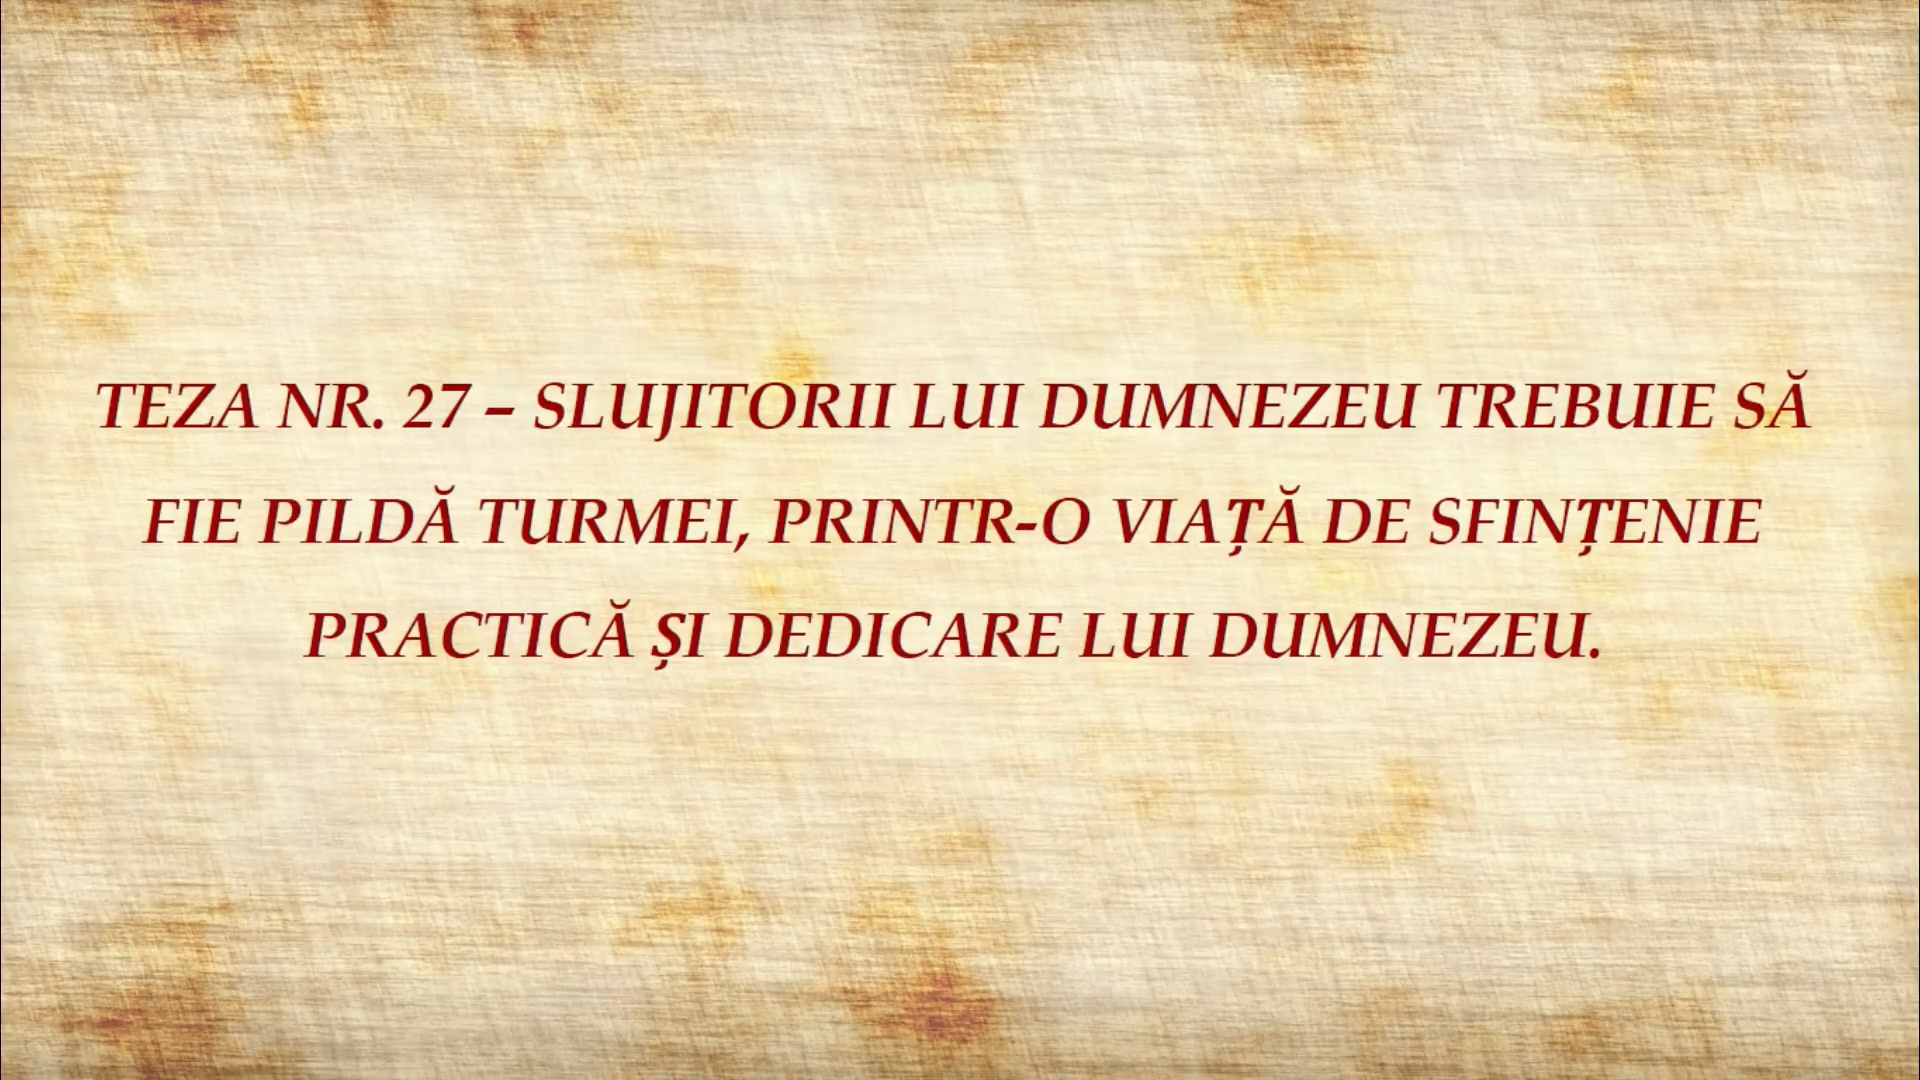 TEZA NR. 27 – SLUJITORII LUI DUMNEZEU TREBUIE SĂ
FIE PILDĂ TURMEI, PRINTR-O VIAȚĂ DE SFINȚENIE
PRACTICĂ ȘI DEDICARE LUI DUMNEZEU.